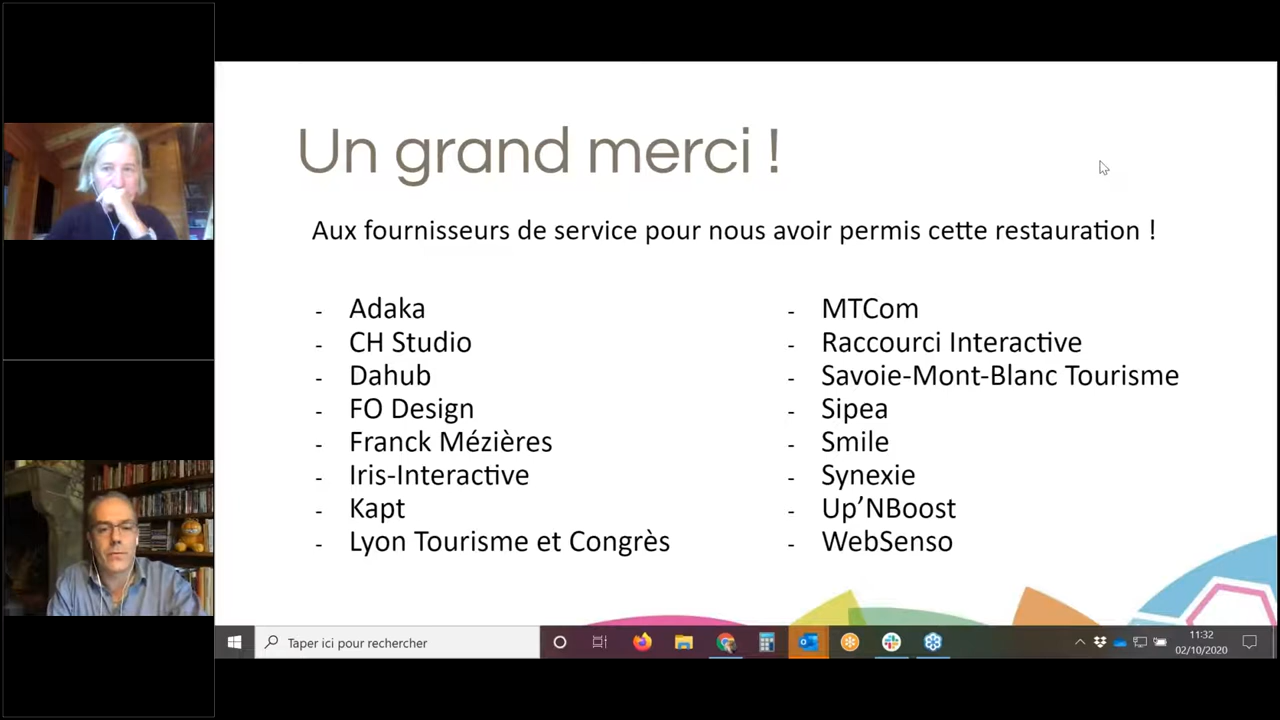 Un grand merci !
Aux fournisseurs de service pour nous avoir permis cette restauration !
- Adaka
- CH Studio
- Dahub
- FO Design
- Franck Mézières
- Iris-Interactive
- Kapt
- Lyon Tourisme et Congrès
- MTCom
- Raccourci Interactive
- Savoie-Mont-Blanc Tourisme
- Sipea
- Smile
- Synexie
- Up’NBoost
- WebSenso
Taper ici pour rechercher
11:32
02/10/2020